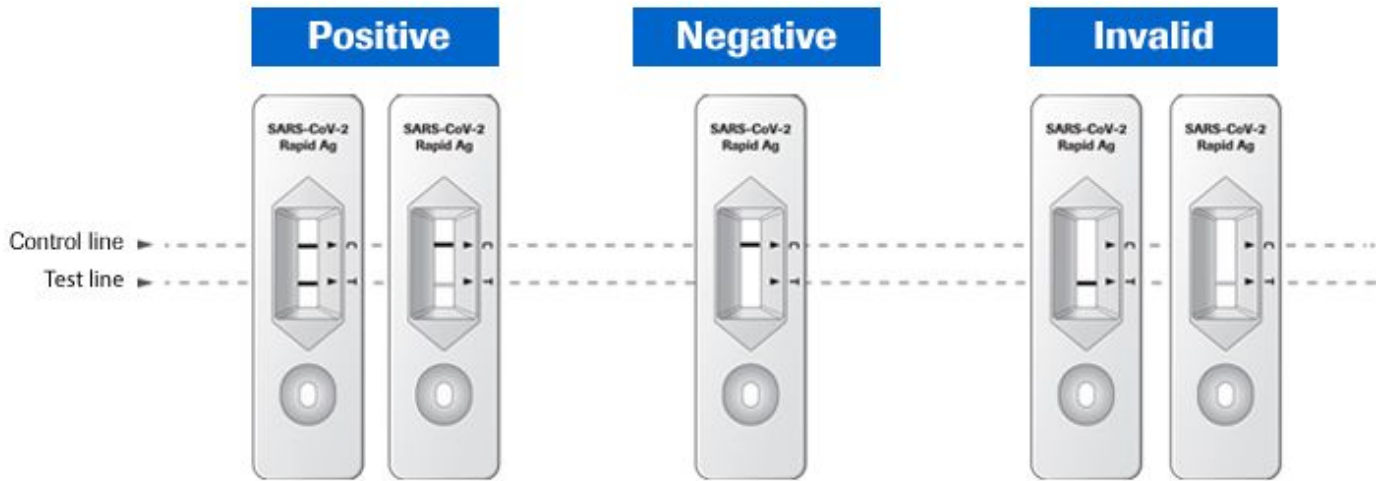 Positive
Negative
Invalid
SARS-CoV-2
Rapid Ag
SARS-CoV-2
Rapid Ag
SARS-CoV-2
Rapid Ag
SARS-CoV-2
Rapid Ag
SARS-CoV-2
Rapid Ag
Control line
C
C
C
C
C
Test line
T
T
T
T
T